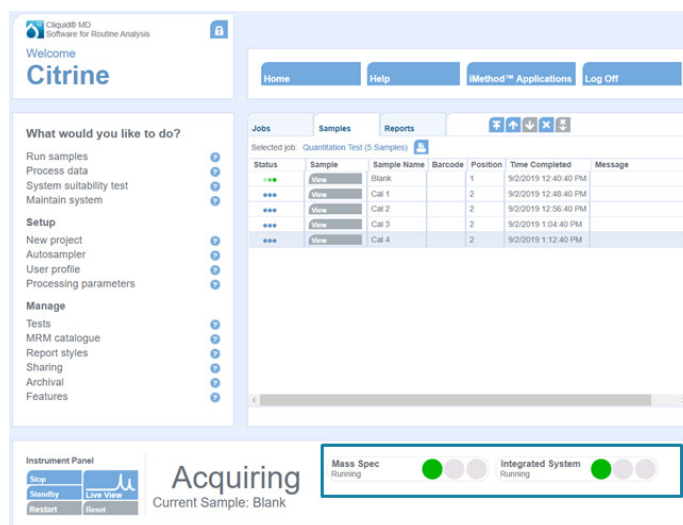 Cliquid® MD
Software for Routine Analysis
Welcome
Citrine
Home Help iMethod™ Applications Log Off
What would you like to do?
Run samples
Process data
System suitability test
Maintain system
Setup
New project
Autosampler
User profile
Processing parameters
Manage
Tests
MRM catalogue
Report styles
Sharing
Archival
Features
Jobs Samples Reports
Selected job: Quantitation Test (5 Samples)
Status Sample Sample Name Barcode Position Time Completed Message
View Blank 1 9/2/2019 12:40:40 PM
View Cal 1 2 9/2/2019 12:48:40 PM
View Cal 2 2 9/2/2019 12:56:40 PM
View Cal 3 2 9/2/2019 1:04:40 PM
View Cal 4 2 9/2/2019 1:12:40 PM
Instrument Panel
Stop
Standby Live View
Restart Reset
Acquiring
Current Sample: Blank
Mass Spec
Running
Integrated System
Running